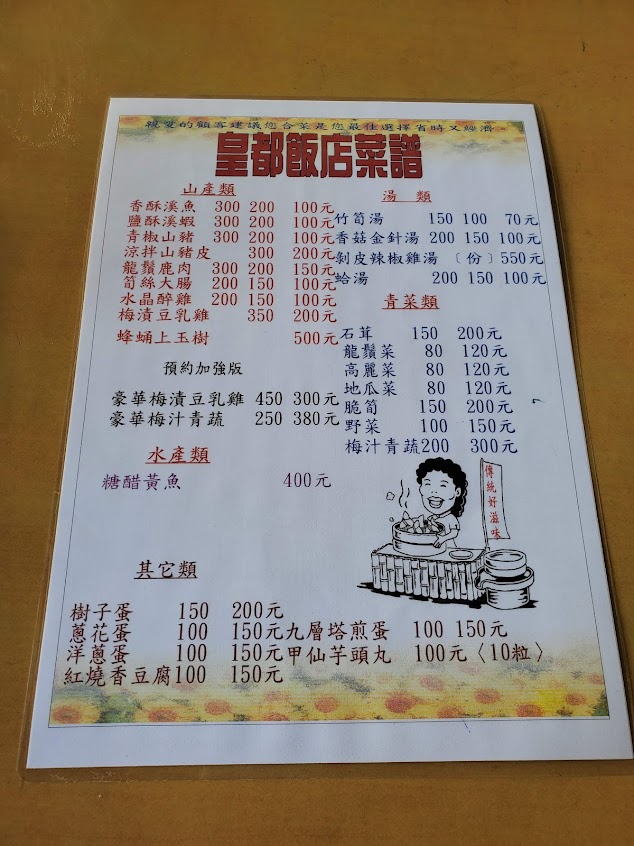 親愛的顧客建議您合菜是您最佳選擇省時又經濟
皇都飯店菜譜
山產類
香酥溪魚 300 200 100元
鹽酥溪蝦 300 200 100元
青椒山豬 300 200 100元
涼拌山豬皮 300 200元
龍鬚鹿肉 300 200 150元
筍絲大腸 200 150 100元
水晶醉雞 200 150 100元
梅漬豆乳雞 350 200元
蜂蛹上玉樹 500元
預約加強版
豪華梅漬豆乳雞 450 300元
豪華梅汁青蔬 250 380元
水產類
糖醋黃魚 400元
湯 類
竹筍湯 150 100 70元
香菇金針湯 200 150 100元
剝皮辣椒雞湯 〔份〕550元
蛤湯 200 150 100元
青菜類
石茸 150 200元
龍鬚菜 80 120元
高麗菜 80 120元
地瓜菜 80 120元
脆筍 150 200元
野菜 100 150元
梅汁青蔬200 300元
傳統好滋味
其它類
樹子蛋 150 200元
蔥花蛋 100 150元
洋蔥蛋 100 150元
紅燒香豆腐100 150元
九層塔煎蛋 100 150元
甲仙芋頭丸 100元〈10粒〉